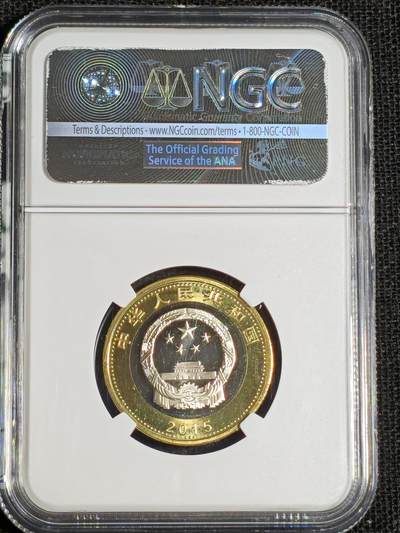 NGC
Terms & Descriptions - www.NGCcoin.com/terms • 1-800-NGC-COIN
The Official Grading
Service of the ANA
中华人民共和国
2015